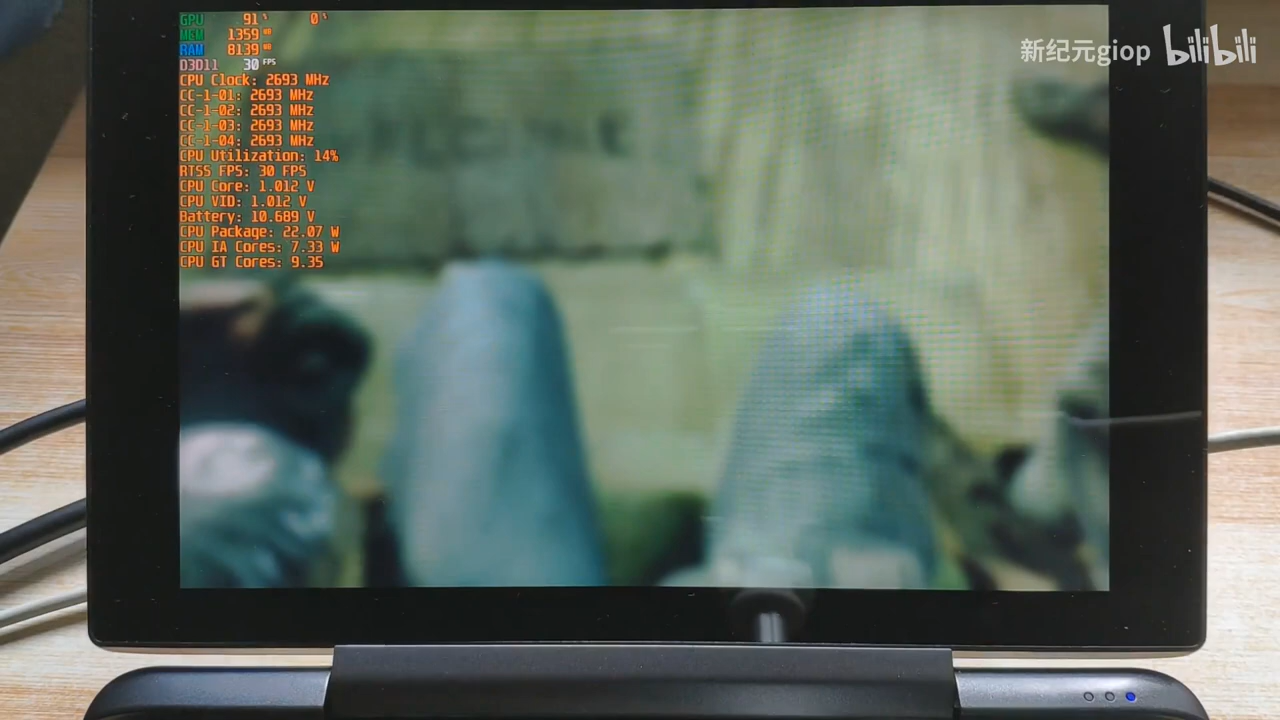 GPU 91 % 0 %
MEM 1359 MB
RAM 8139 MB
D3D11 30 FPS
CPU Clock: 2693 MHz
CC-1-01: 2693 MHz
CC-1-02: 2693 MHz
CC-1-03: 2693 MHz
CC-1-04: 2693 MHz
CPU Utilization: 14%
RTSS FPS: 30 FPS
CPU Core: 1.012 V
CPU VID: 1.012 V
Battery: 10.689 V
CPU Package: 22.07 W
CPU IA Cores: 7.33 W
CPU GT Cores: 9.35
新纪元giop bilibili